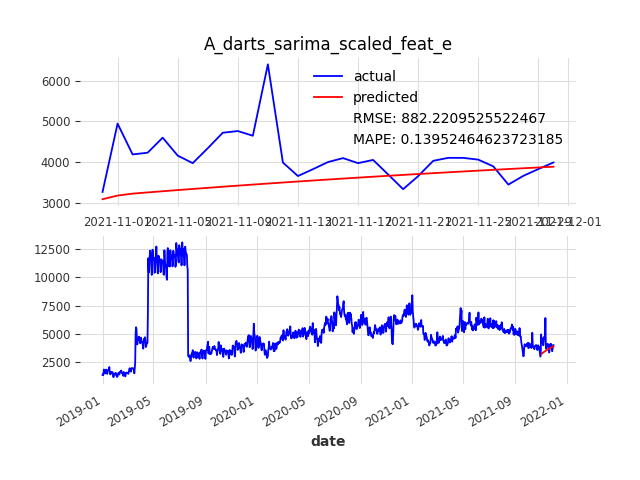 A_darts_sarima_scaled_feat_e
actual
predicted
RMSE: 882.2209525522467
MAPE: 0.13952464623723185
6000
5000
4000
3000
2021-11-01 2021-11-05 2021-11-09 2021-11-13 2021-11-17 2021-11-21 2021-11-25 2021-11-29 2021-12-01
12500
10000
7500
5000
2500
2019-01 2019-05 2019-09 2020-01 2020-05 2020-09 2021-01 2021-05 2021-09 2022-01
date